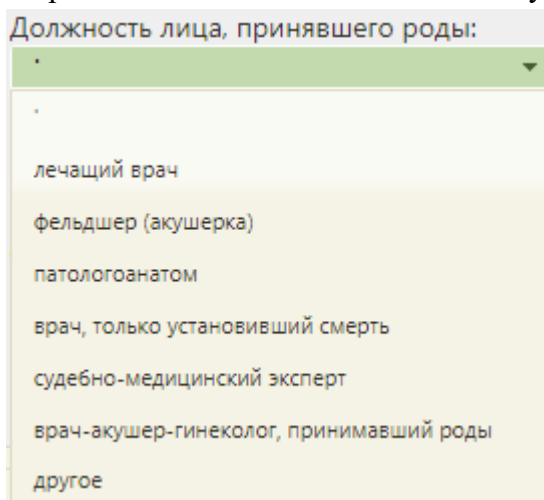 Должность лица, принявшего роды:
.
.
лечащий врач
фельдшер (акушерка)
патологоанатом
врач, только установивший смерть
судебно-медицинский эксперт
врач-акушер-гинеколог, принимавший роды
другое